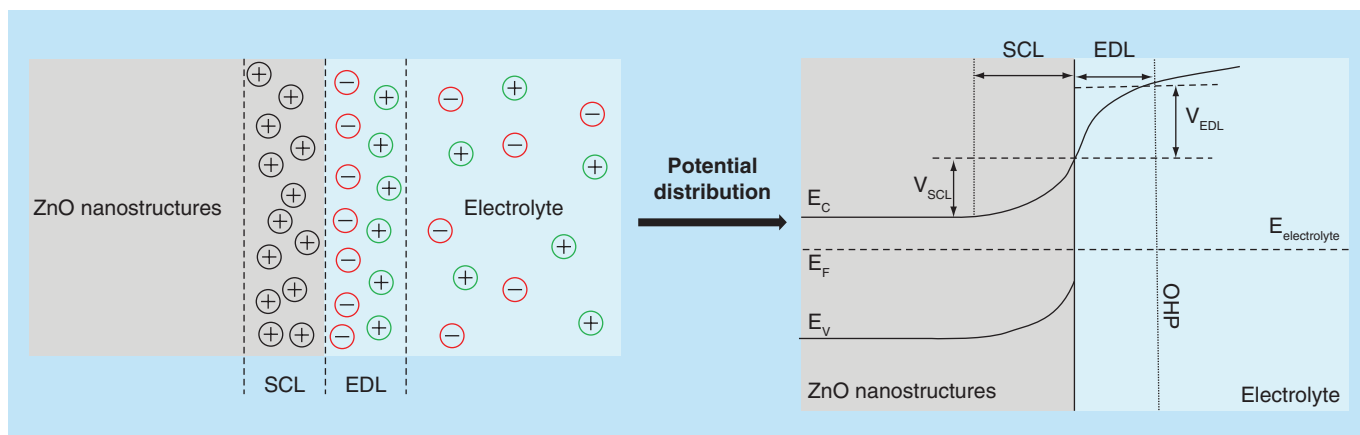 ZnO nanostructures
Electrolyte
SCL
EDL
Potential
distribution
SCL
EDL
V_EDL
V_SCL
E_C
E_electrolyte
E_F
OHP
E_V
ZnO nanostructures
Electrolyte